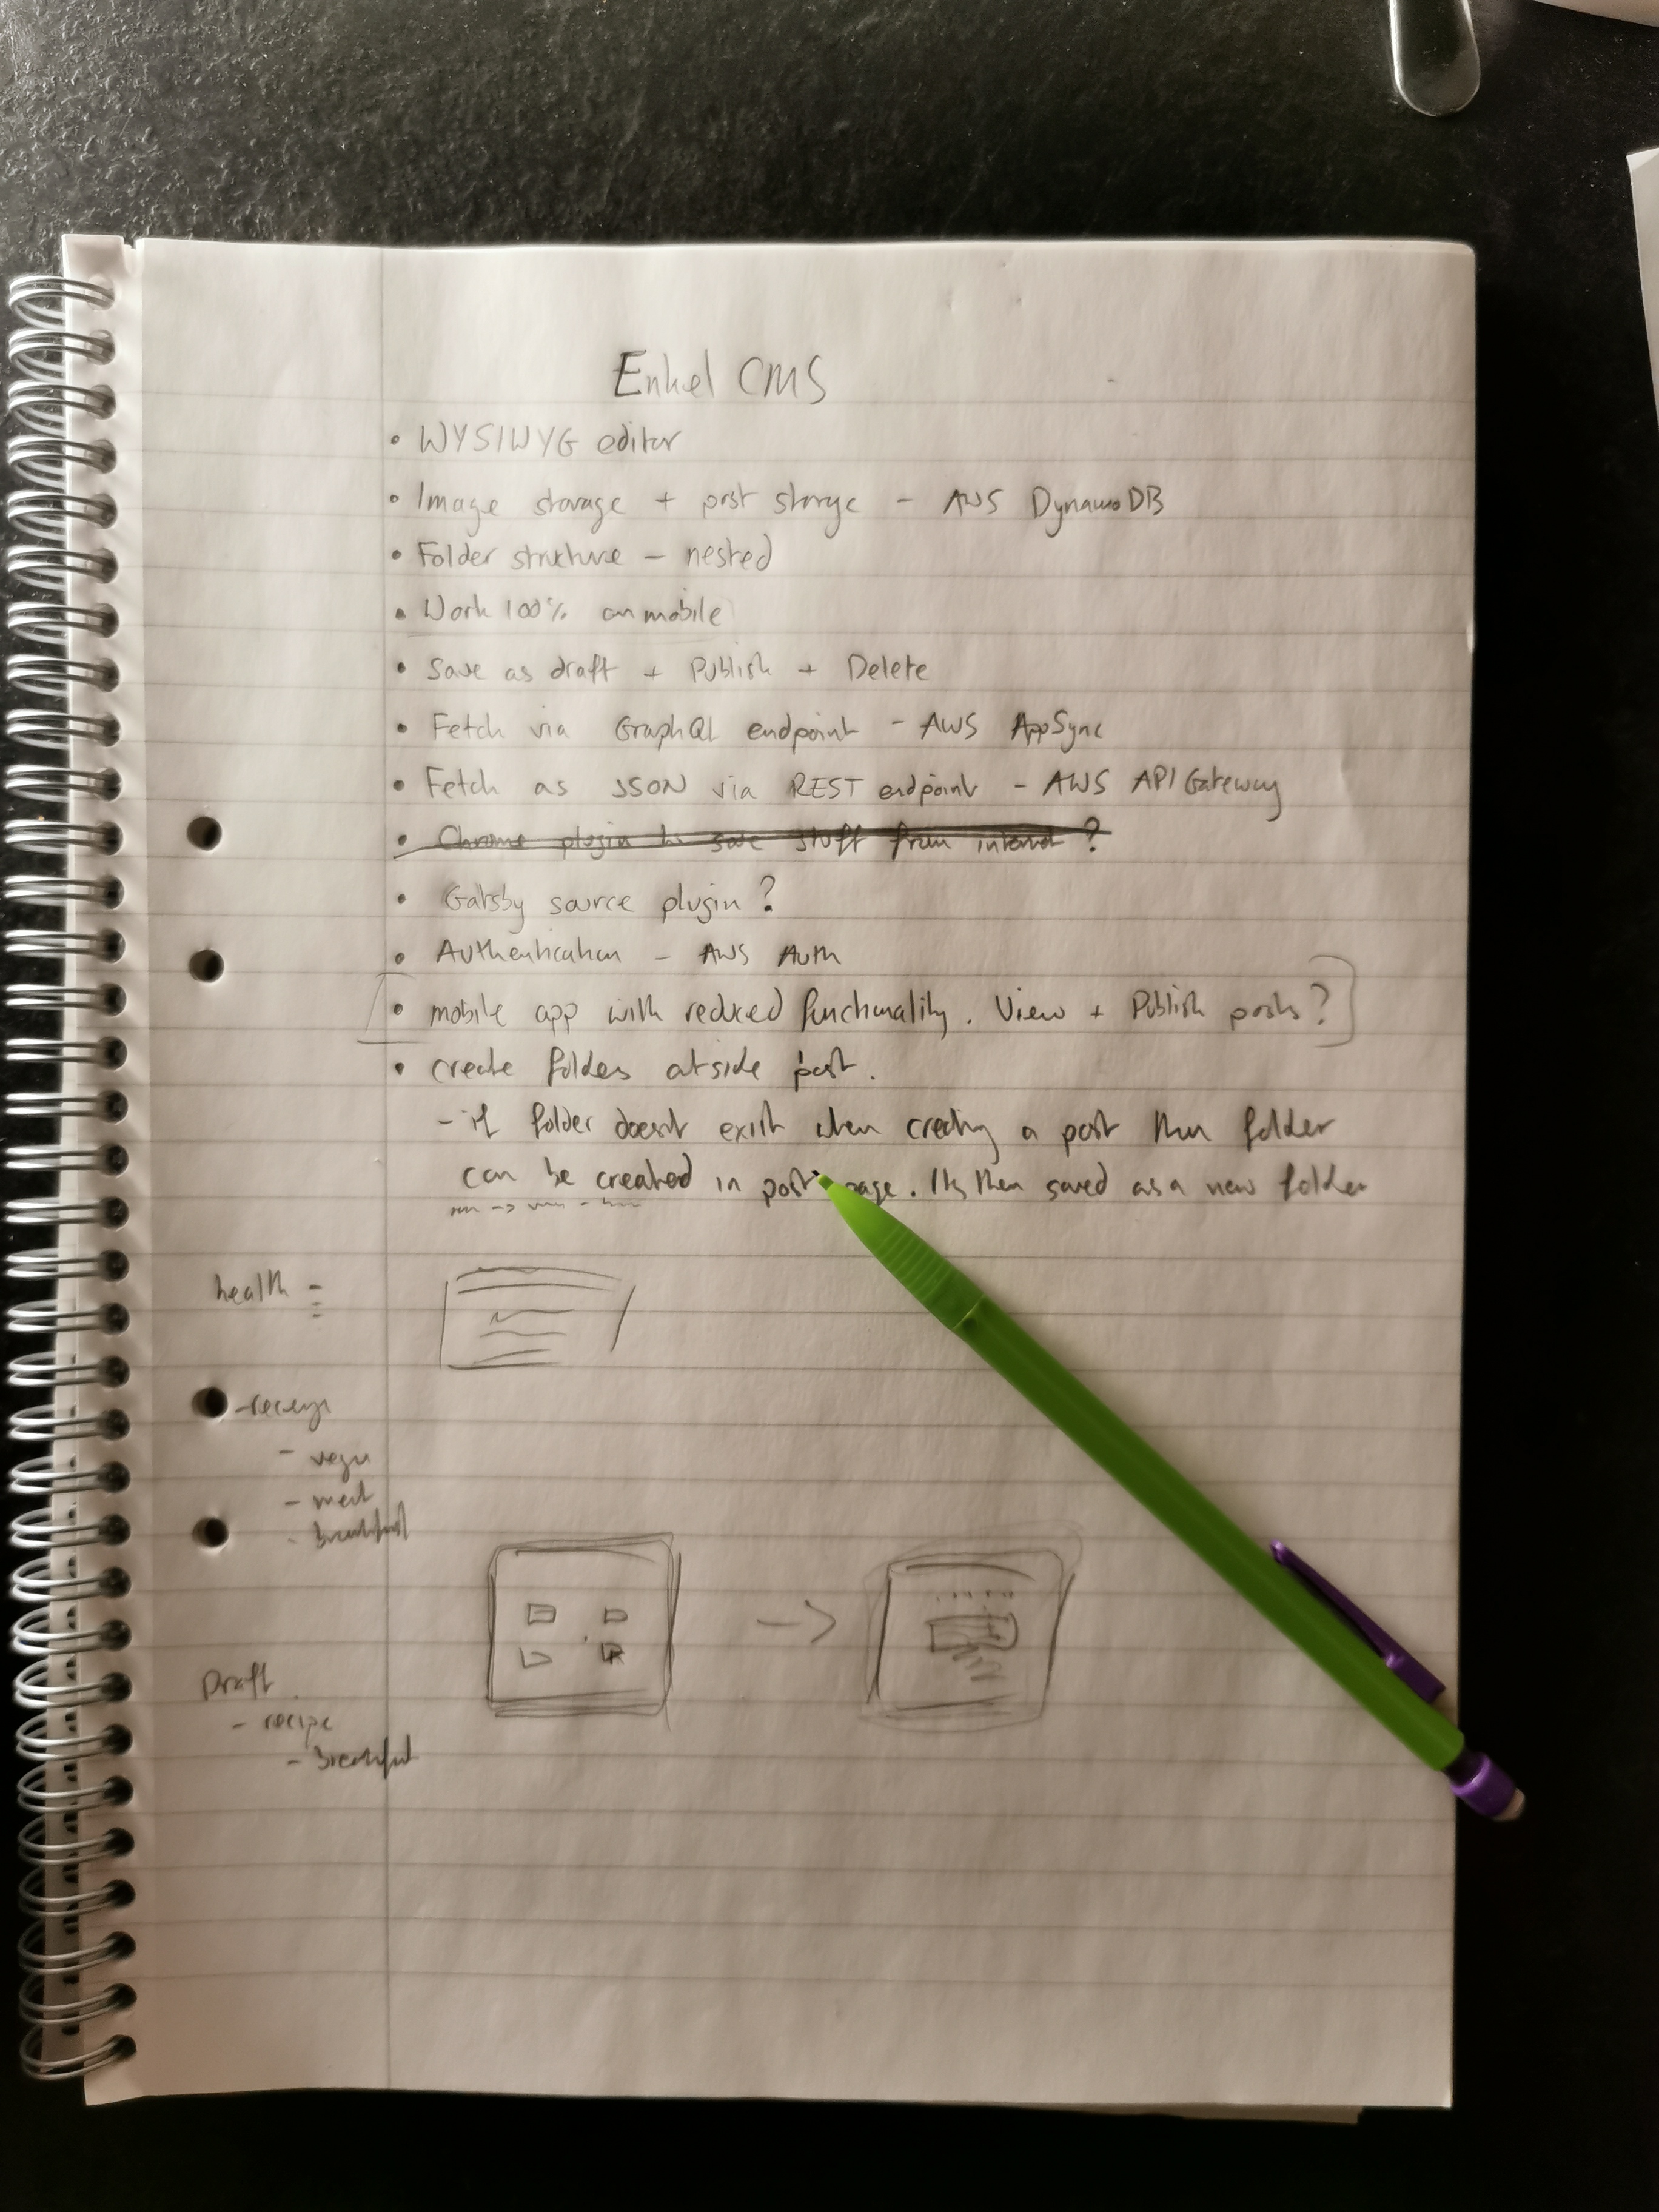 Enkel CMS
• WYSIWYG editor
• Image storage + post storage - AWS DynamoDB
• Folder structure - nested
• Work 100% on mobile
• Save as draft + Publish + Delete
• Fetch via GraphQL endpoint - AWS AppSync
• Fetch as JSON via REST endpoint - AWS API Gateway
• Chrome plugin to save stuff from internet ?
• Gatsby source plugin ?
• Authentication - AWS Auth
• mobile app with reduced functionality. View + Publish posts?
• create folders outside post.
- if folder doesnt exist when creating a post then folder
can be created in post page. Its then saved as a new folder
health -
- vegan
- meat
- breakfast
Draft
- recipe
- breakfast